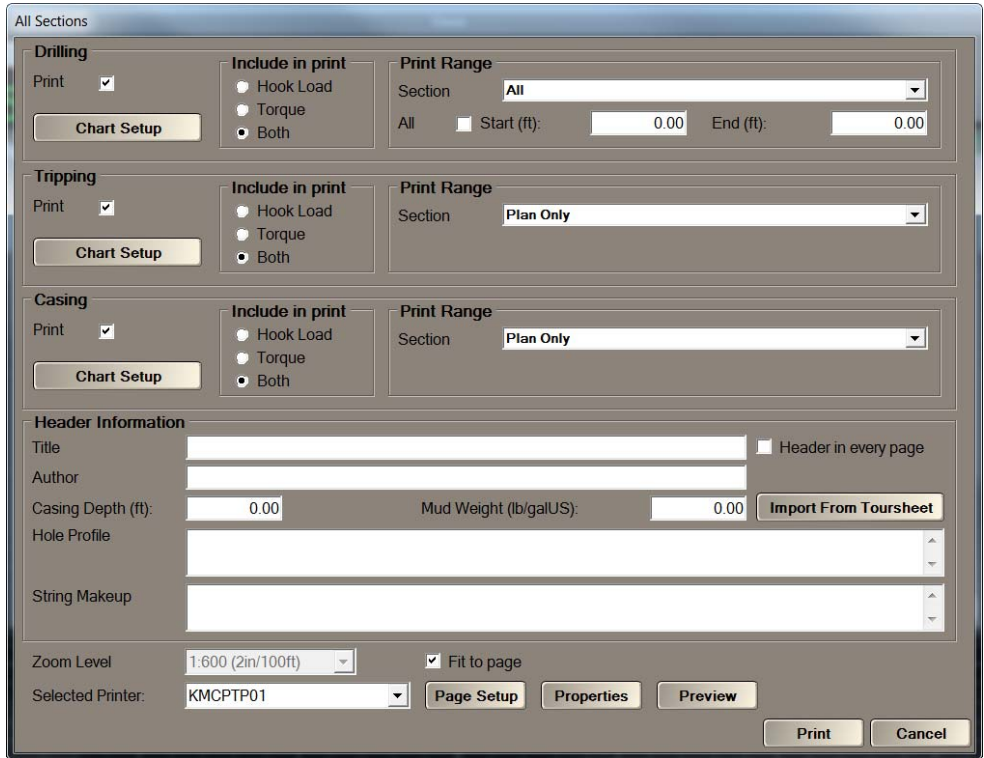 All Sections
Drilling
Print
Chart Setup
Include in print
Hook Load
Torque
Both
Print Range
Section All
All Start (ft): 0.00 End (ft): 0.00
Tripping
Print
Chart Setup
Include in print
Hook Load
Torque
Both
Print Range
Section Plan Only
Casing
Print
Chart Setup
Include in print
Hook Load
Torque
Both
Print Range
Section Plan Only
Header Information
Title Header in every page
Author
Casing Depth (ft): 0.00 Mud Weight (lb/galUS): 0.00 Import From Toursheet
Hole Profile
String Makeup
Zoom Level 1:600 (2in/100ft) Fit to page
Selected Printer: KMCPTP01 Page Setup Properties Preview
Print Cancel